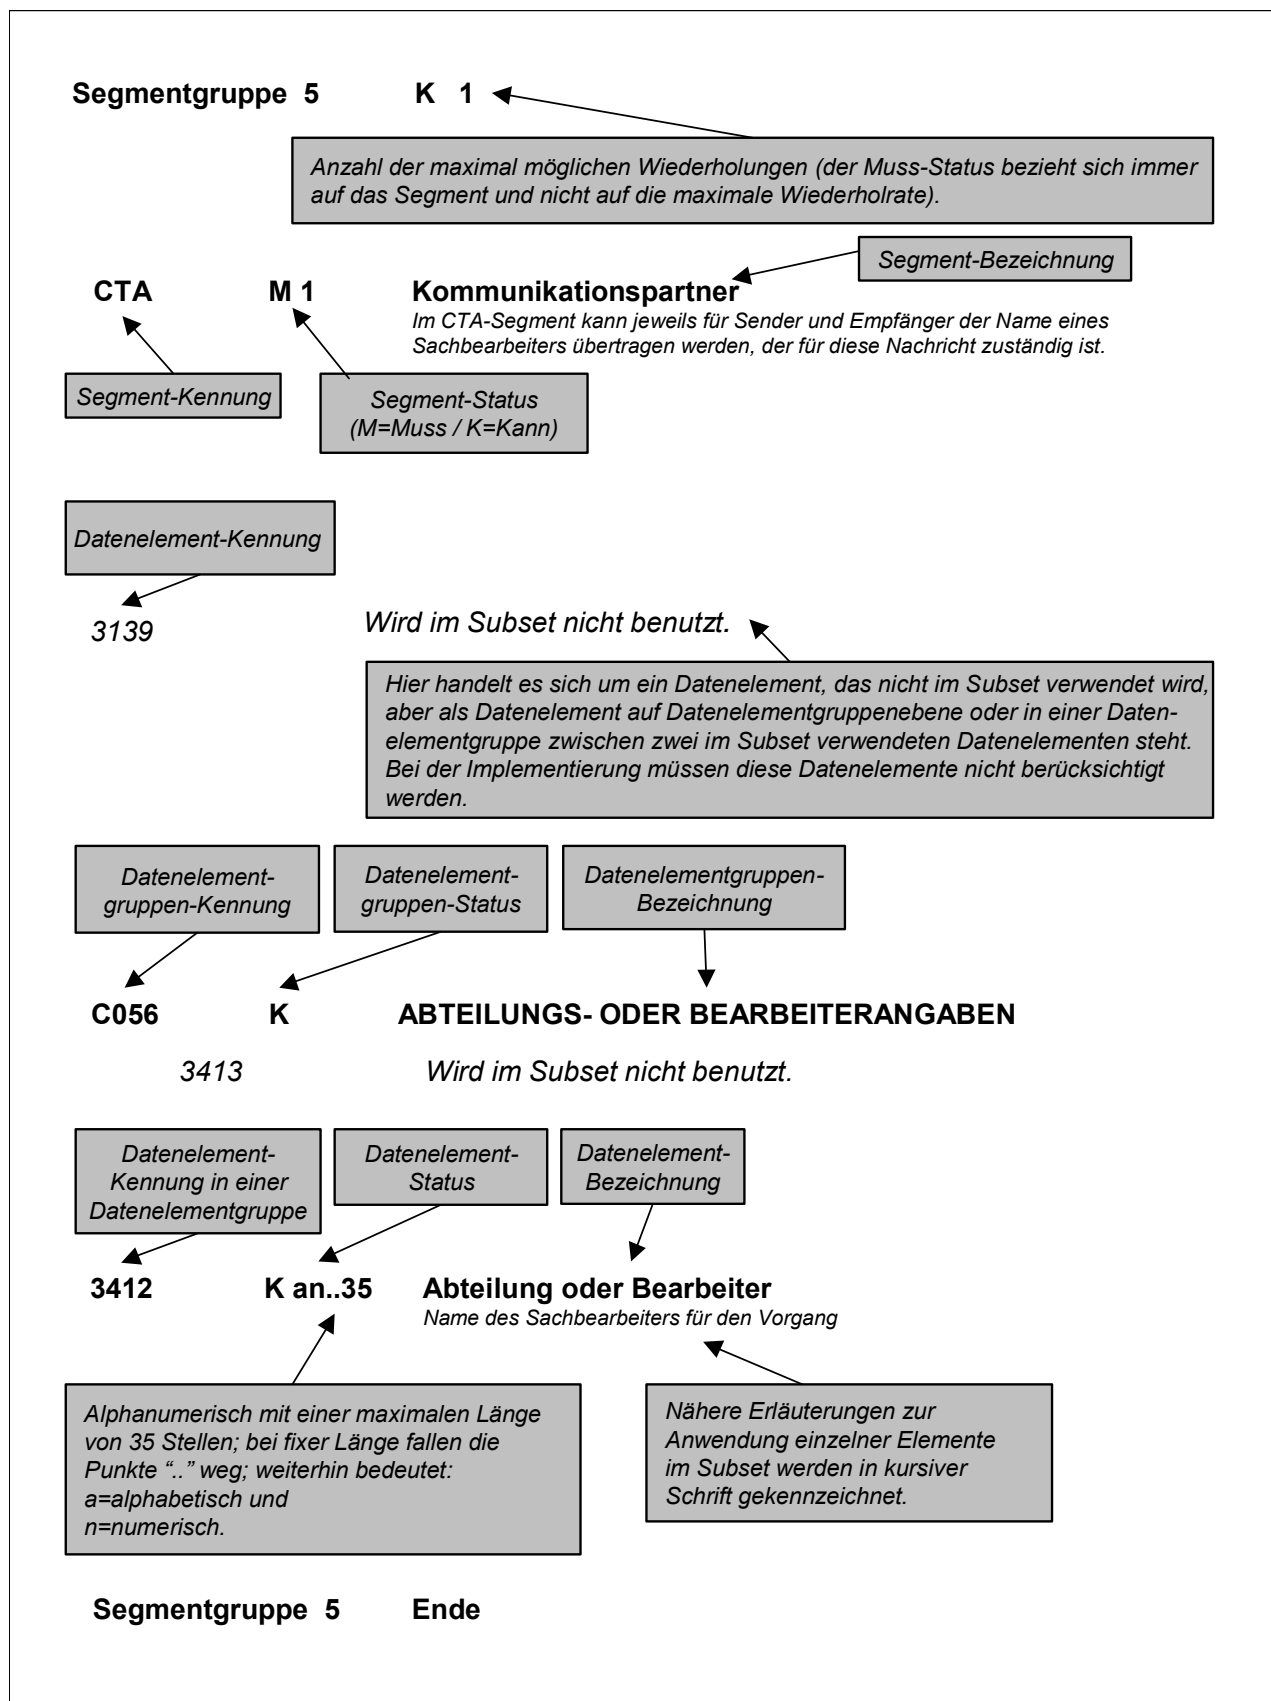 Segmentgruppe 5 K 1
Anzahl der maximal möglichen Wiederholungen (der Muss-Status bezieht sich immer
auf das Segment und nicht auf die maximale Wiederholrate).
Segment-Bezeichnung
CTA M 1 Kommunikationspartner
Im CTA-Segment kann jeweils für Sender und Empfänger der Name eines
Sachbearbeiters übertragen werden, der für diese Nachricht zuständig ist.
Segment-Kennung
Segment-Status
(M=Muss / K=Kann)
Datenelement-Kennung
3139 Wird im Subset nicht benutzt.
Hier handelt es sich um ein Datenelement, das nicht im Subset verwendet wird,
aber als Datenelement auf Datenelementgruppenebene oder in einer Daten-
elementgruppe zwischen zwei im Subset verwendeten Datenelementen steht.
Bei der Implementierung müssen diese Datenelemente nicht berücksichtigt
werden.
Datenelement-
gruppen-Kennung
Datenelement-
gruppen-Status
Datenelementgruppen-
Bezeichnung
C056 K ABTEILUNGS- ODER BEARBEITERANGABEN
3413 Wird im Subset nicht benutzt.
Datenelement-
Kennung in einer
Datenelementgruppe
Datenelement-
Status
Datenelement-
Bezeichnung
3412 K an..35 Abteilung oder Bearbeiter
Name des Sachbearbeiters für den Vorgang
Alphanumerisch mit einer maximalen Länge
von 35 Stellen; bei fixer Länge fallen die
Punkte “..” weg; weiterhin bedeutet:
a=alphabetisch und
n=numerisch.
Nähere Erläuterungen zur
Anwendung einzelner Elemente
im Subset werden in kursiver
Schrift gekennzeichnet.
Segmentgruppe 5 Ende